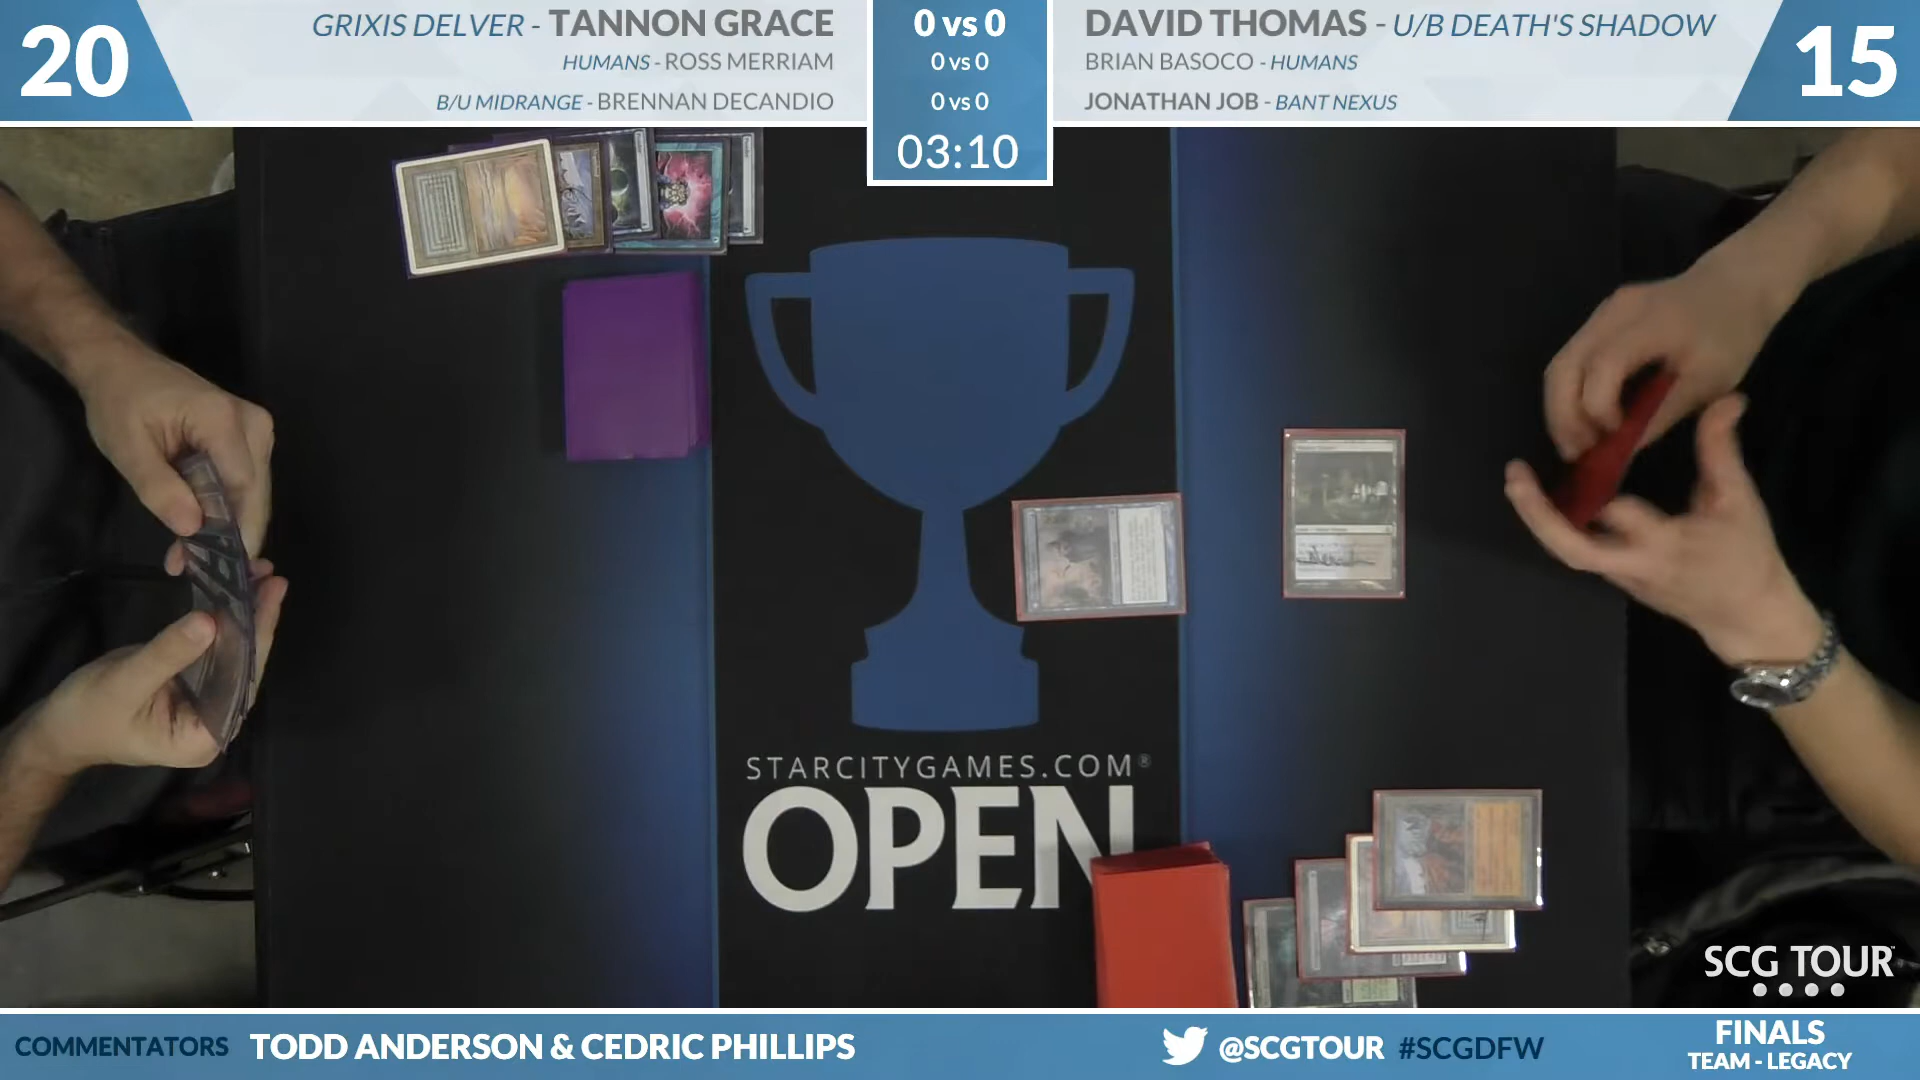 20
GRIXIS DELVER - TANNON GRACE
HUMANS - ROSS MERRIAM
B/U MIDRANGE - BRENNAN DECANDIO
0 vs 0
0 vs 0
0 vs 0
03:10
DAVID THOMAS - U/B DEATH'S SHADOW
BRIAN BASOCO - HUMANS
JONATHAN JOB - BANT NEXUS
15
STARCITYGAMES.COM®
OPEN
SCG TOUR™
COMMENTATORS TODD ANDERSON & CEDRIC PHILLIPS
@SCGTOUR #SCGDFW
FINALS
TEAM - LEGACY